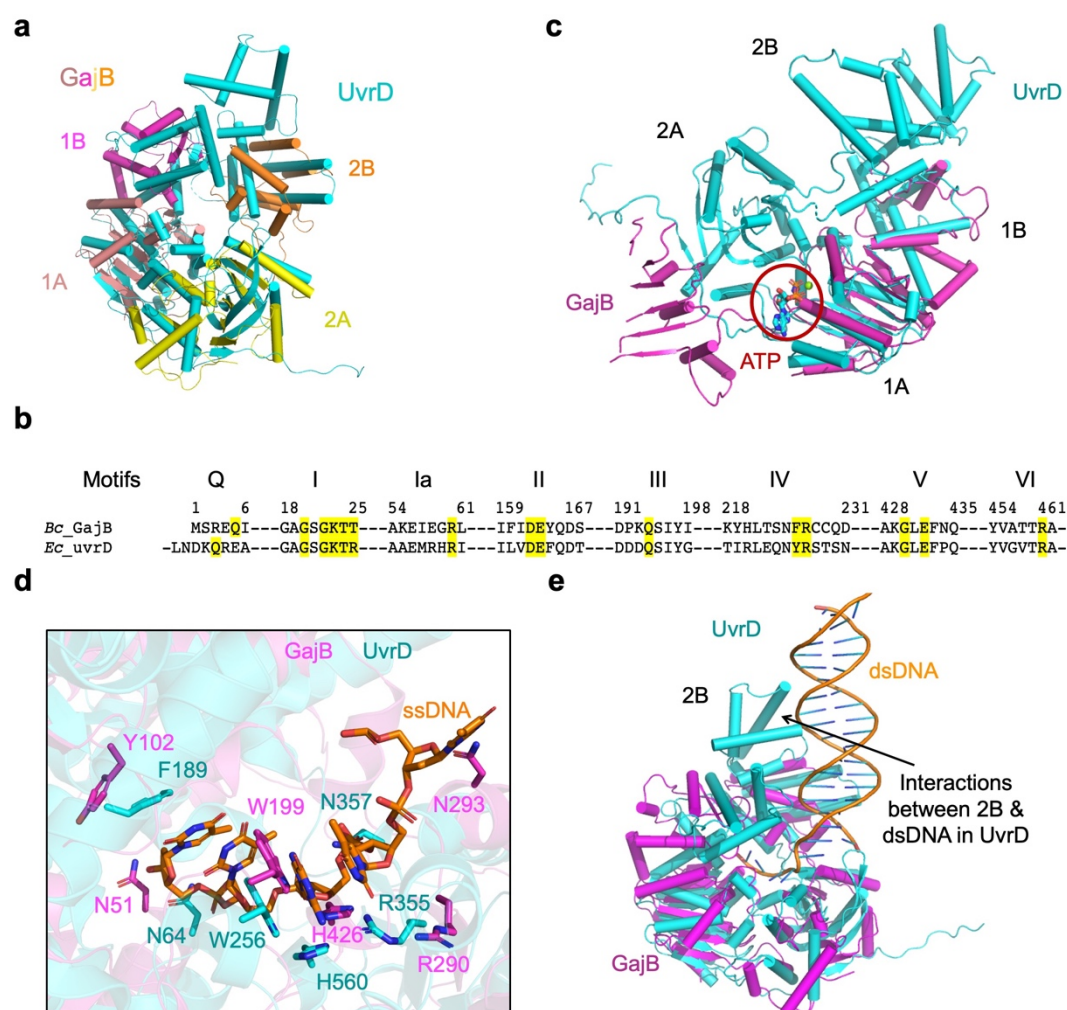 a
GajB
UvrD
1B
2B
1A
2A
c
2B
UvrD
2A
1B
GajB
ATP
1A
b
Motifs Q I Ia II III IV V VI
1 6 18 25 54 61 159 167 193 198 218 231 428 435 456 461
Bc_GajB MSREQI---GAGSGKTT---AKEIEGRL---IFIDEYQDS---DPKQSIYI---KYHLTSNFRCCQD---AKGLEFNQ---YVATTRA-
Ec_uvrD -LNDKQREA---GAGSGKTR---AAEMRHRI---ILVDEFQDT---DDDQSIYG---TIRLEQNYRSTSN---AKGLEFPQ---YVGVTRA-
d
GajB UvrD
ssDNA
Y102
F189
W199
N357
N293
N51
N64
W256
R355
H426
R290
H560
e
UvrD
dsDNA
2B
Interactions
between 2B &
dsDNA in UvrD
GajB